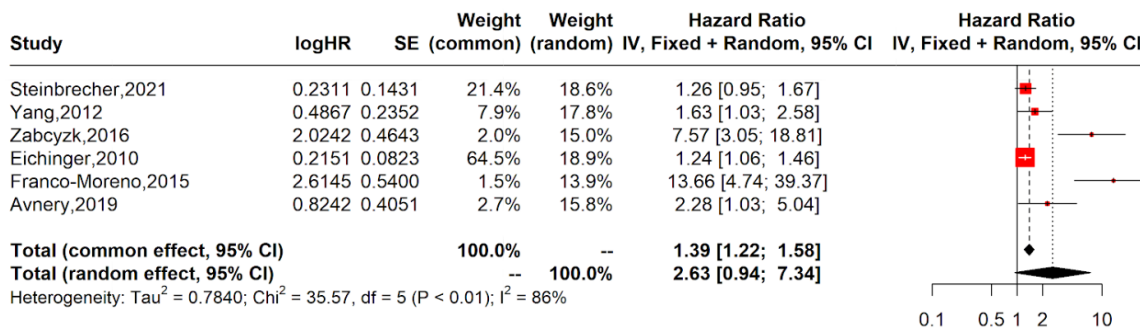 Weight Weight Hazard Ratio Hazard Ratio
Study logHR SE (common) (random) IV, Fixed + Random, 95% CI IV, Fixed + Random, 95% CI
Steinbrecher,2021 0.2311 0.1431 21.4% 18.6% 1.26 [0.95; 1.67]
Yang,2012 0.4867 0.2352 7.9% 17.8% 1.63 [1.03; 2.58]
Zabcyzk,2016 2.0242 0.4643 2.0% 15.0% 7.57 [3.05; 18.81]
Eichinger,2010 0.2151 0.0823 64.5% 18.9% 1.24 [1.06; 1.46]
Franco-Moreno,2015 2.6145 0.5400 1.5% 13.9% 13.66 [4.74; 39.37]
Avnery,2019 0.8242 0.4051 2.7% 15.8% 2.28 [1.03; 5.04]
Total (common effect, 95% CI) 100.0% -- 1.39 [1.22; 1.58]
Total (random effect, 95% CI) -- 100.0% 2.63 [0.94; 7.34]
Heterogeneity: Tau² = 0.7840; Chi² = 35.57, df = 5 (P < 0.01); I² = 86%
0.1 0.5 1 2 10